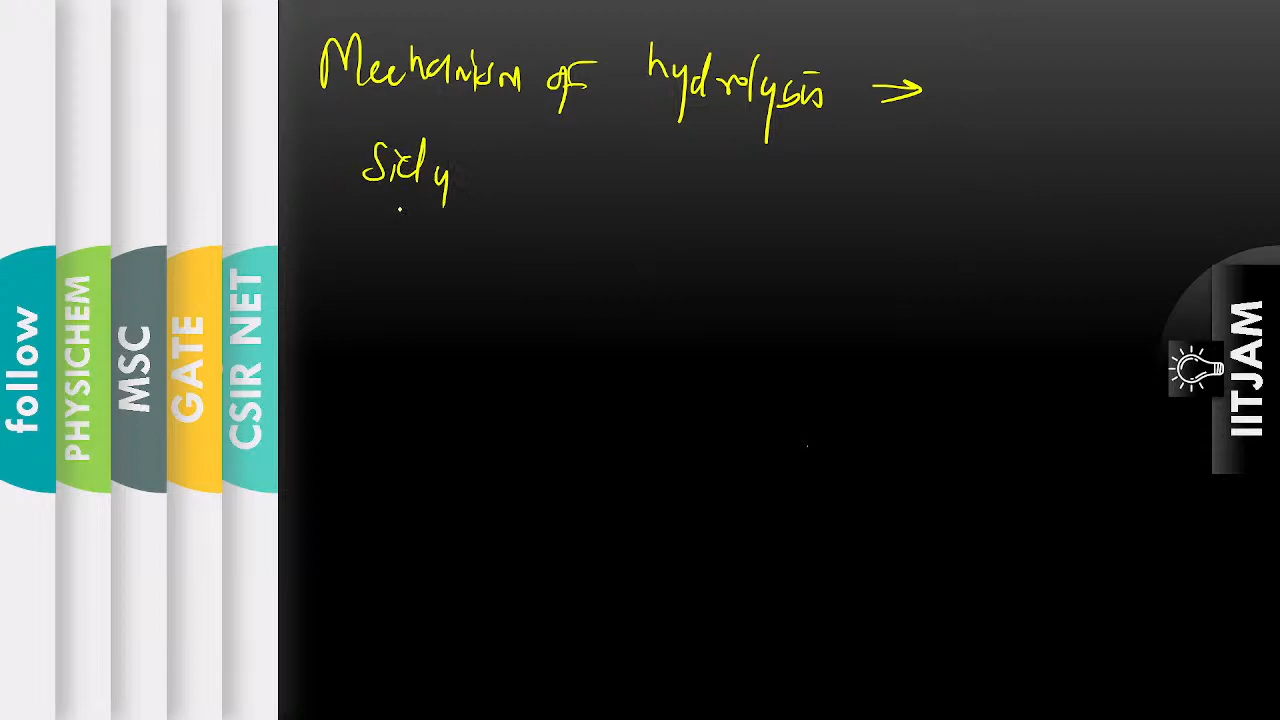 Mechanism of hydrolysis →
SiCl4
follow
PHYSICHEM
MSC
GATE
CSIR NET
IITJAM